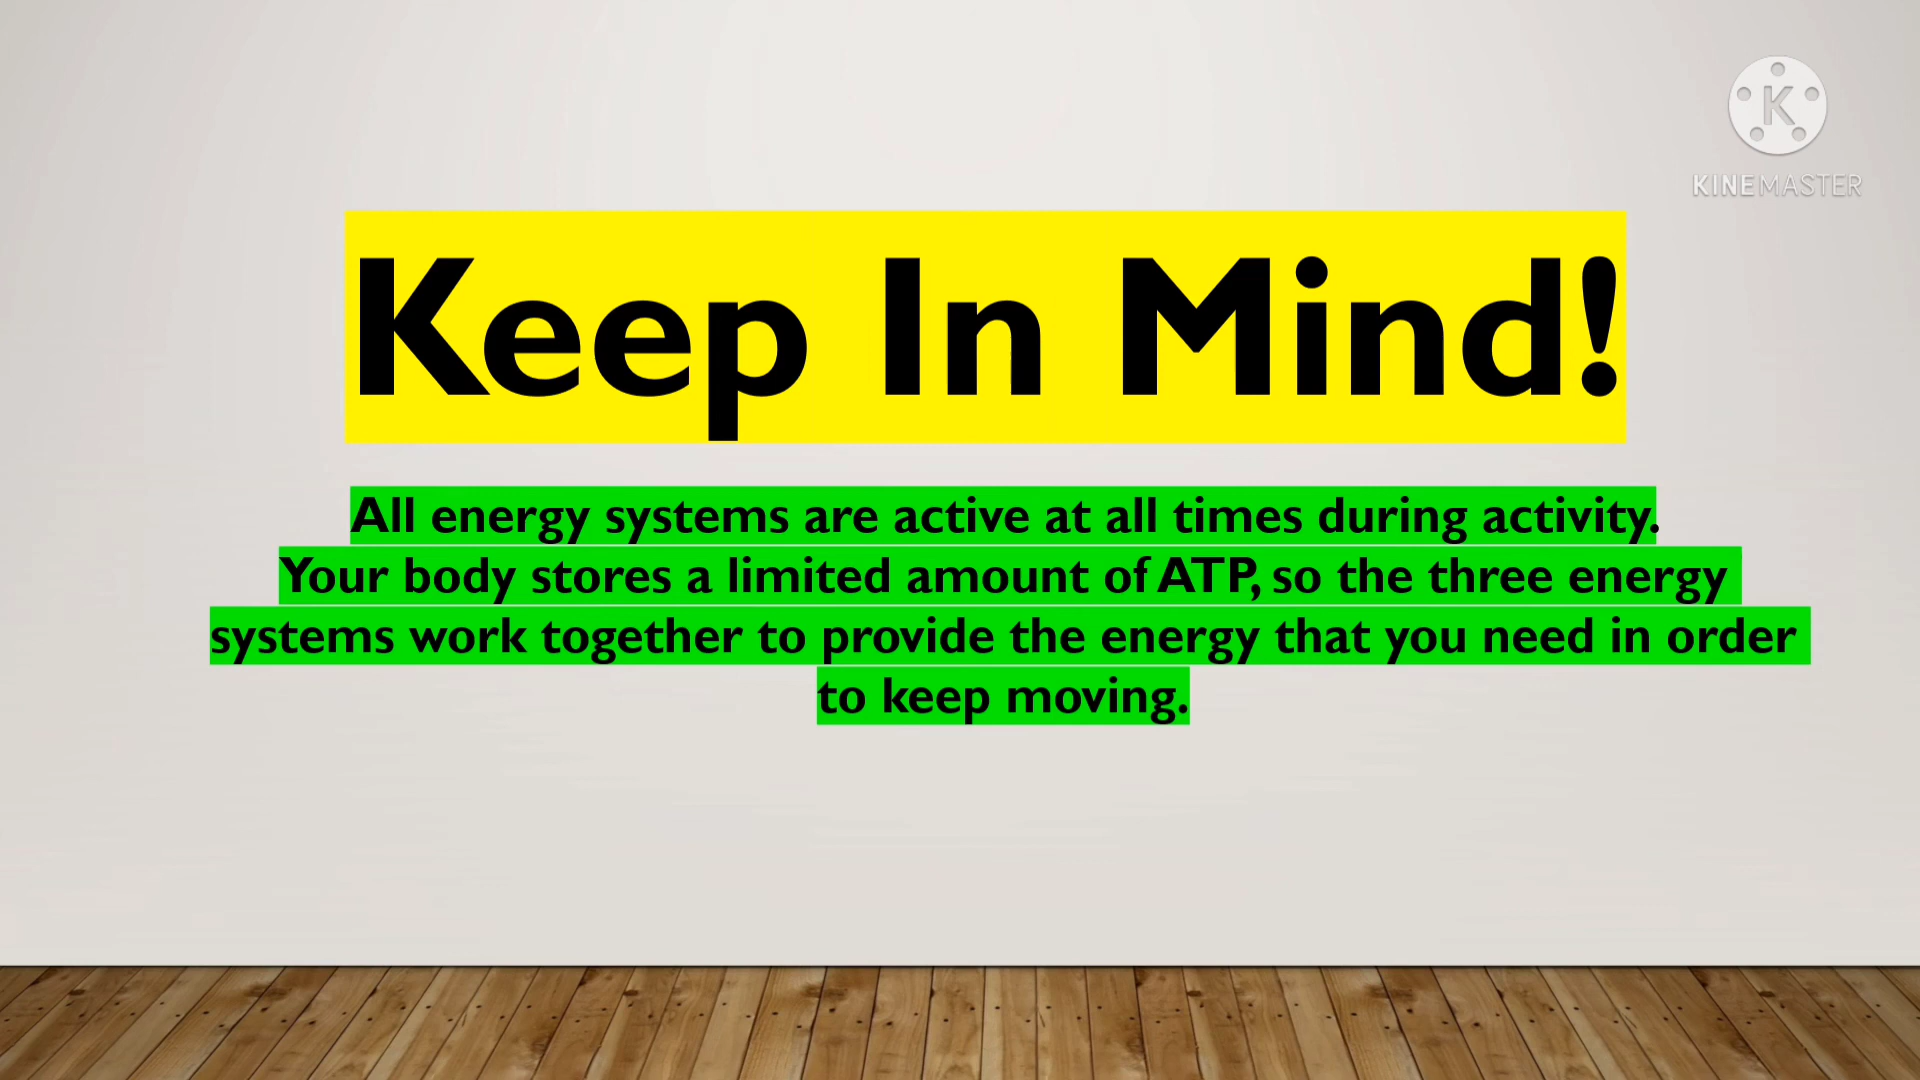 K
KINEMASTER
Keep In Mind!
All energy systems are active at all times during activity.
Your body stores a limited amount of ATP, so the three energy
systems work together to provide the energy that you need in order
to keep moving.